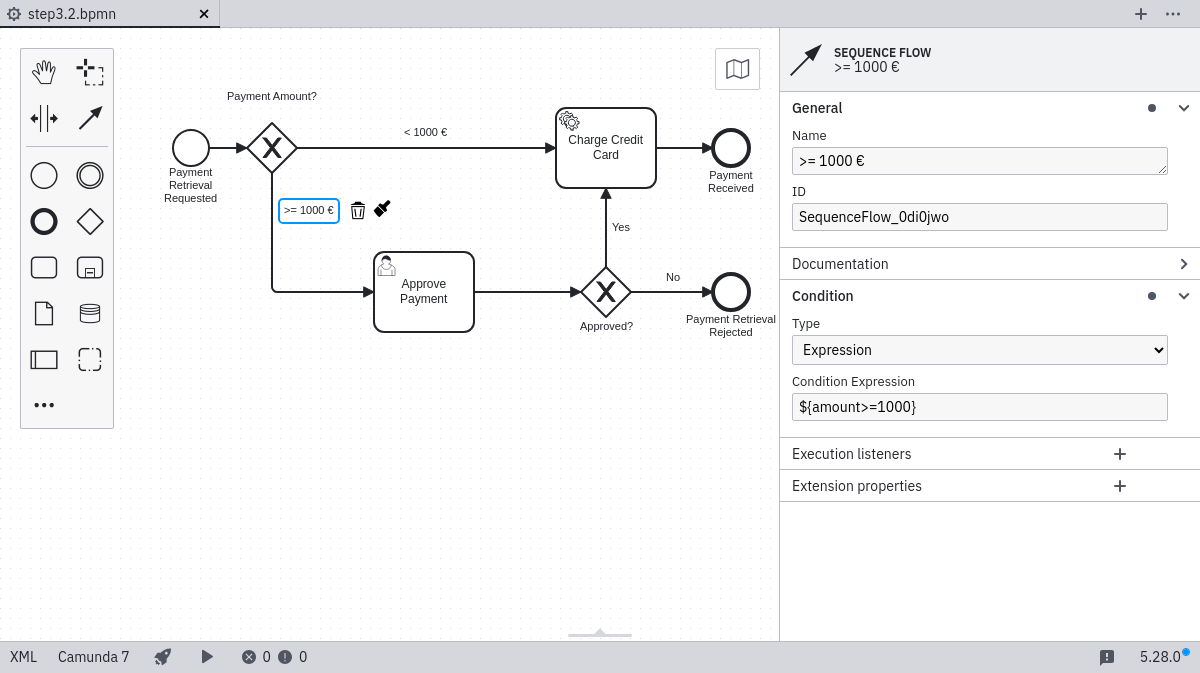 step3.2.bpmn
Payment Amount?
< 1000 €
Payment
Retrieval
Requested
Charge Credit
Card
Payment
Received
>= 1000 €
Yes
Approve
Payment
No
Approved?
Payment Retrieval
Rejected
SEQUENCE FLOW
>= 1000 €
General
Name
>= 1000 €
ID
SequenceFlow_0di0jwo
Documentation
Condition
Type
Expression
Condition Expression
${amount>=1000}
Execution listeners
Extension properties
XML Camunda 7 0 0 5.28.0